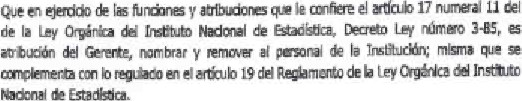 Que en ejercicio de las funciones y atribuciones que le confiere el artículo 17 numeral 11 del
de la Ley Orgánica del Instituto Nacional de Estadística, Decreto Ley número 3-85, es
atribución del Gerente, nombrar y remover al personal de la Institución; misma que se
complementa con lo regulado en el artículo 19 del Reglamento de la Ley Orgánica del Instituto
Nacional de Estadística.